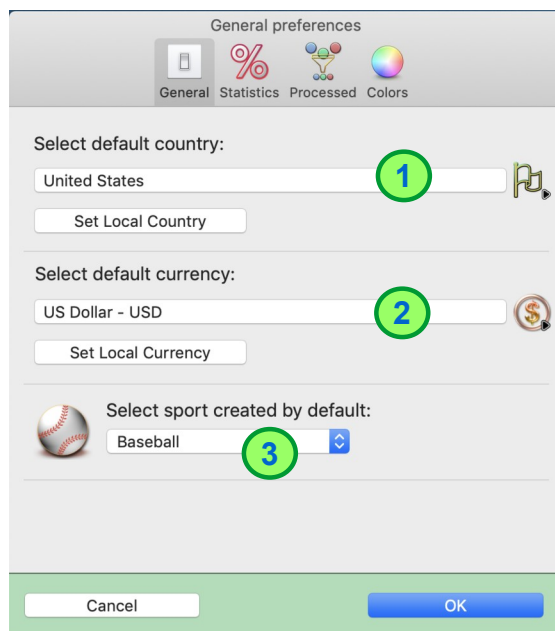 General preferences
General Statistics Processed Colors
Select default country:
United States
1
Set Local Country
Select default currency:
US Dollar - USD
2
$
Set Local Currency
Select sport created by default:
Baseball
3
Cancel
OK